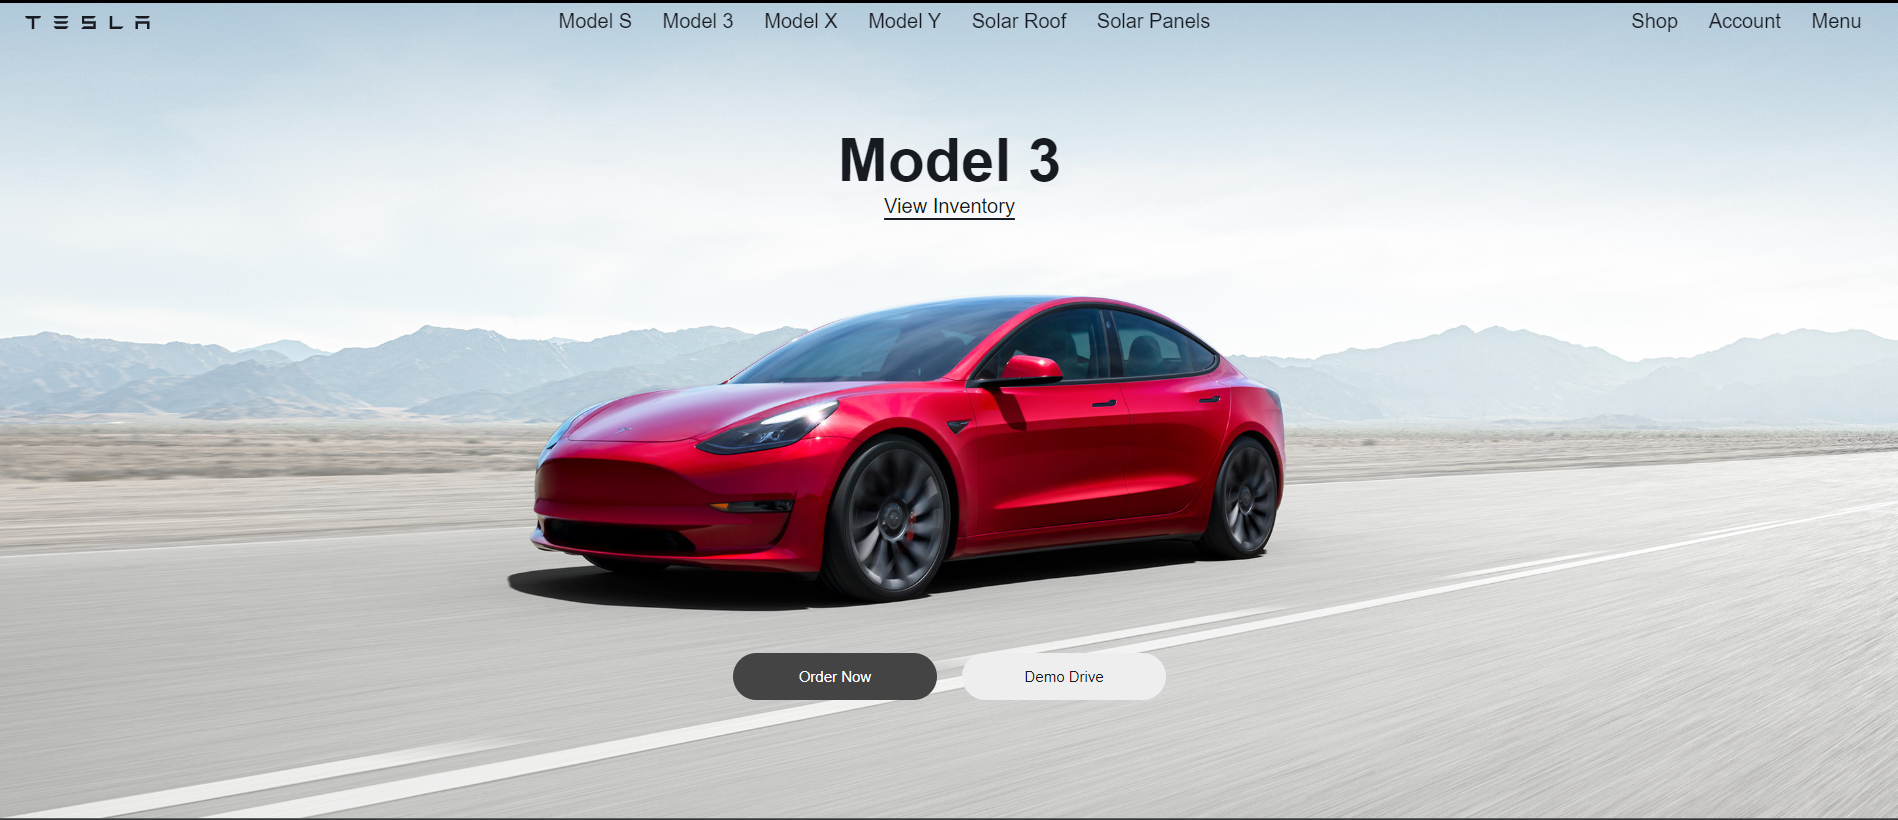 TESLA Model S Model 3 Model X Model Y Solar Roof Solar Panels Shop Account Menu
Model 3
View Inventory
Order Now Demo Drive